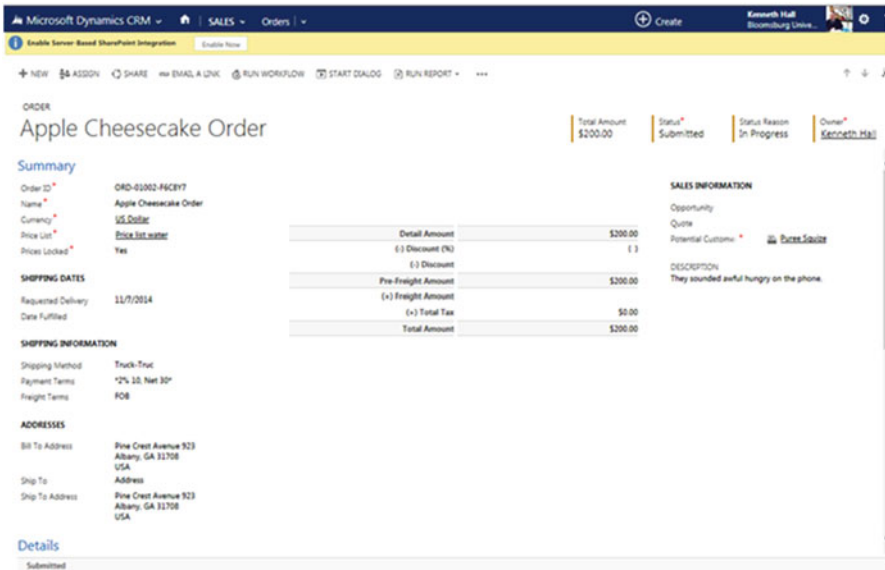 Microsoft Dynamics CRM SALES Orders Create Kenneth Hall
Bloomsburg Unive...
Enable Server-Based SharePoint Integration Enable Now
NEW ASSIGN SHARE EMAIL A LINK RUN WORKFLOW START DIALOG RUN REPORT ...
ORDER
Apple Cheesecake Order
Total Amount Status* Status Reason Owner*
$200.00 Submitted In Progress Kenneth Hall
Summary
Order ID* ORD-01002-F6C8Y7
Name* Apple Cheesecake Order
Currency* US Dollar
Price List* Price list water
Prices Locked* Yes
SHIPPING DATES
Requested Delivery 11/7/2014
Date Fulfilled
SHIPPING INFORMATION
Shipping Method Truck-Truc
Payment Terms *2% 10, Net 30*
Freight Terms FOB
ADDRESSES
Bill To Address Pine Crest Avenue 923
Albany, GA 31708
USA
Ship To Address
Ship To Address Pine Crest Avenue 923
Albany, GA 31708
USA
Detail Amount $200.00
(-) Discount (%) ( )
(-) Discount
Pre-Freight Amount $200.00
(+) Freight Amount
(+) Total Tax $0.00
Total Amount $200.00
SALES INFORMATION
Opportunity
Quote
Potential Custome * Puree Squize
DESCRIPTION
They sounded awful hungry on the phone.
Details
Submitted